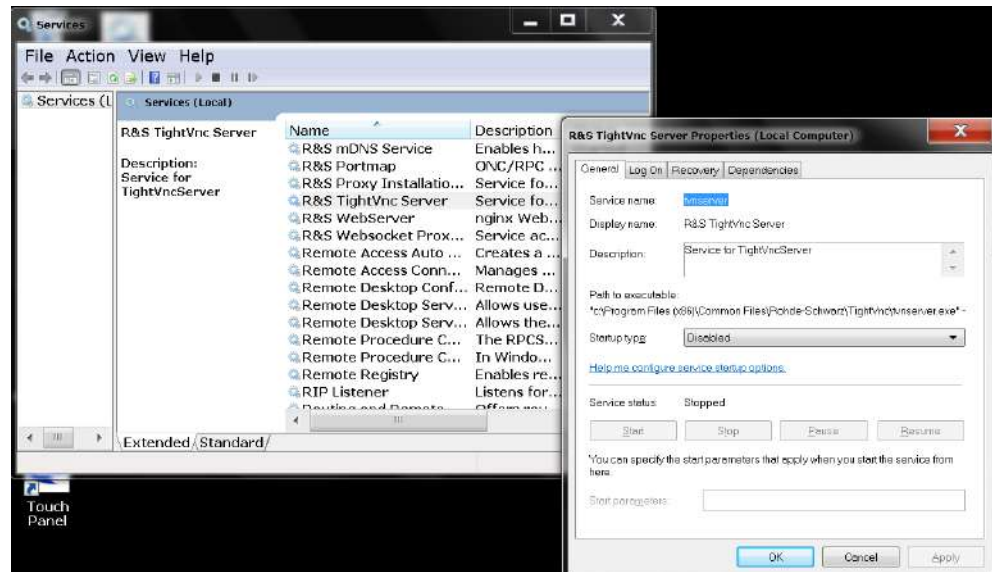 Services
File Action View Help
Services (L
Services (Local)
R&S TightVnc Server
Description:
Service for
TightVncServer
Name Description
R&S mDNS Service Enables h...
R&S Portmap ONC/RPC ...
R&S Proxy Installatio... Service fo...
R&S TightVnc Server Service fo...
R&S WebServer nginx Web...
R&S Websocket Prox... Service ac...
Remote Access Auto ... Creates a ...
Remote Access Conn... Manages ...
Remote Desktop Conf... Remote D...
Remote Desktop Serv... Allows use...
Remote Desktop Serv... Allows the...
Remote Procedure C... The RPCS...
Remote Procedure C... In Windo...
Remote Registry Enables re...
RIP Listener Listens for...
Extended Standard
Touch
Panel
R&S TightVnc Server Properties (Local Computer)
General Log On Recovery Dependencies
Service name: tvnserver
Display name: R&S TightVnc Server
Description: Service for TightVncServer
Path to executable:
"c:\Program Files (x86)\Common Files\Rohde-Schwarz\TightVnc\tvnserver.exe" -
Startup type: Disabled
Help me configure service startup options.
Service status: Stopped
Start Stop Pause Resume
You can specify the start parameters that apply when you start the service from
here.
Start parameters:
OK Cancel Apply